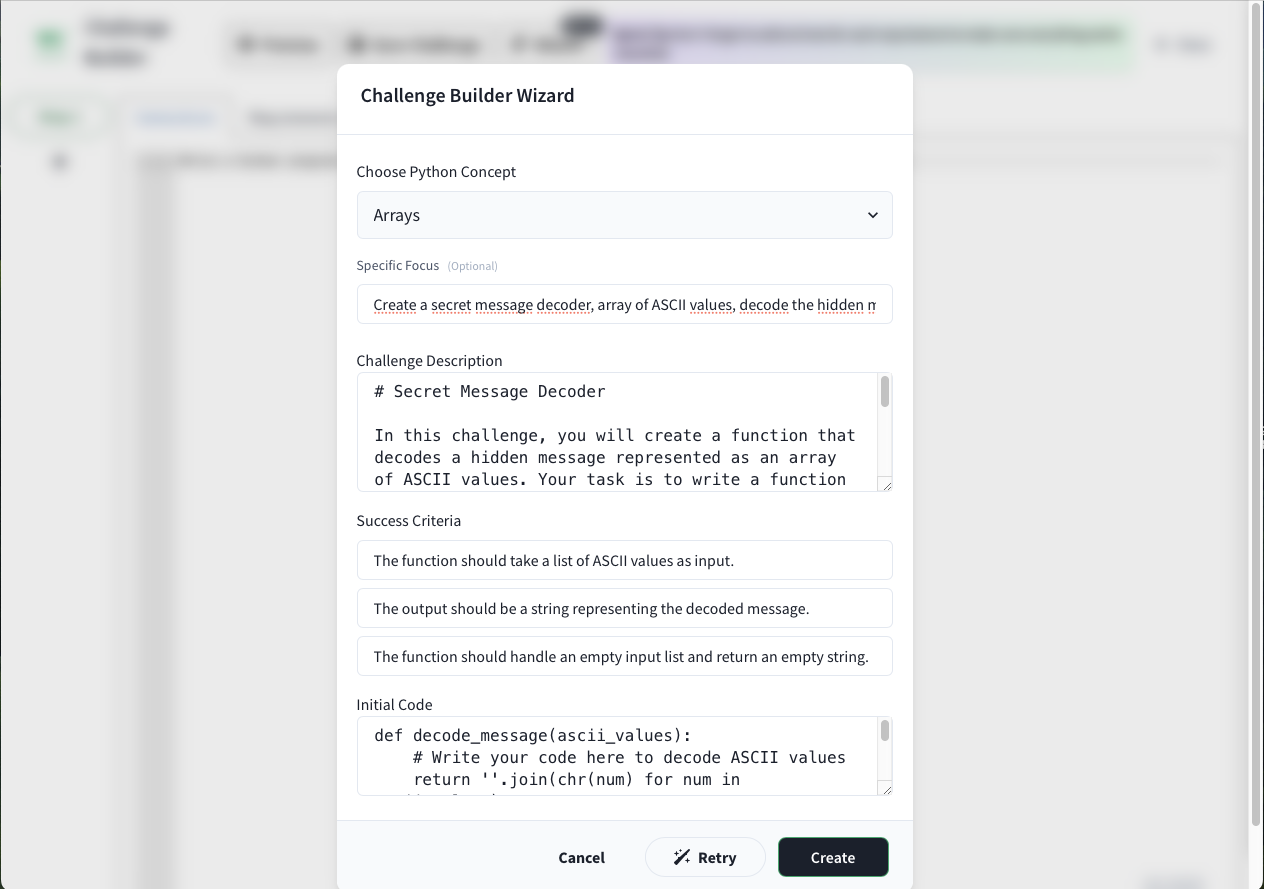 Challenge
Builder
Challenge Builder Wizard
Choose Python Concept
Arrays
Specific Focus (Optional)
Create a secret message decoder, array of ASCII values, decode the hidden
Challenge Description
# Secret Message Decoder
In this challenge, you will create a function that
decodes a hidden message represented as an array
of ASCII values. Your task is to write a function
Success Criteria
The function should take a list of ASCII values as input.
The output should be a string representing the decoded message.
The function should handle an empty input list and return an empty string.
Initial Code
def decode_message(ascii_values):
# Write your code here to decode ASCII values
return ''.join(chr(num) for num in
Cancel
Retry
Create